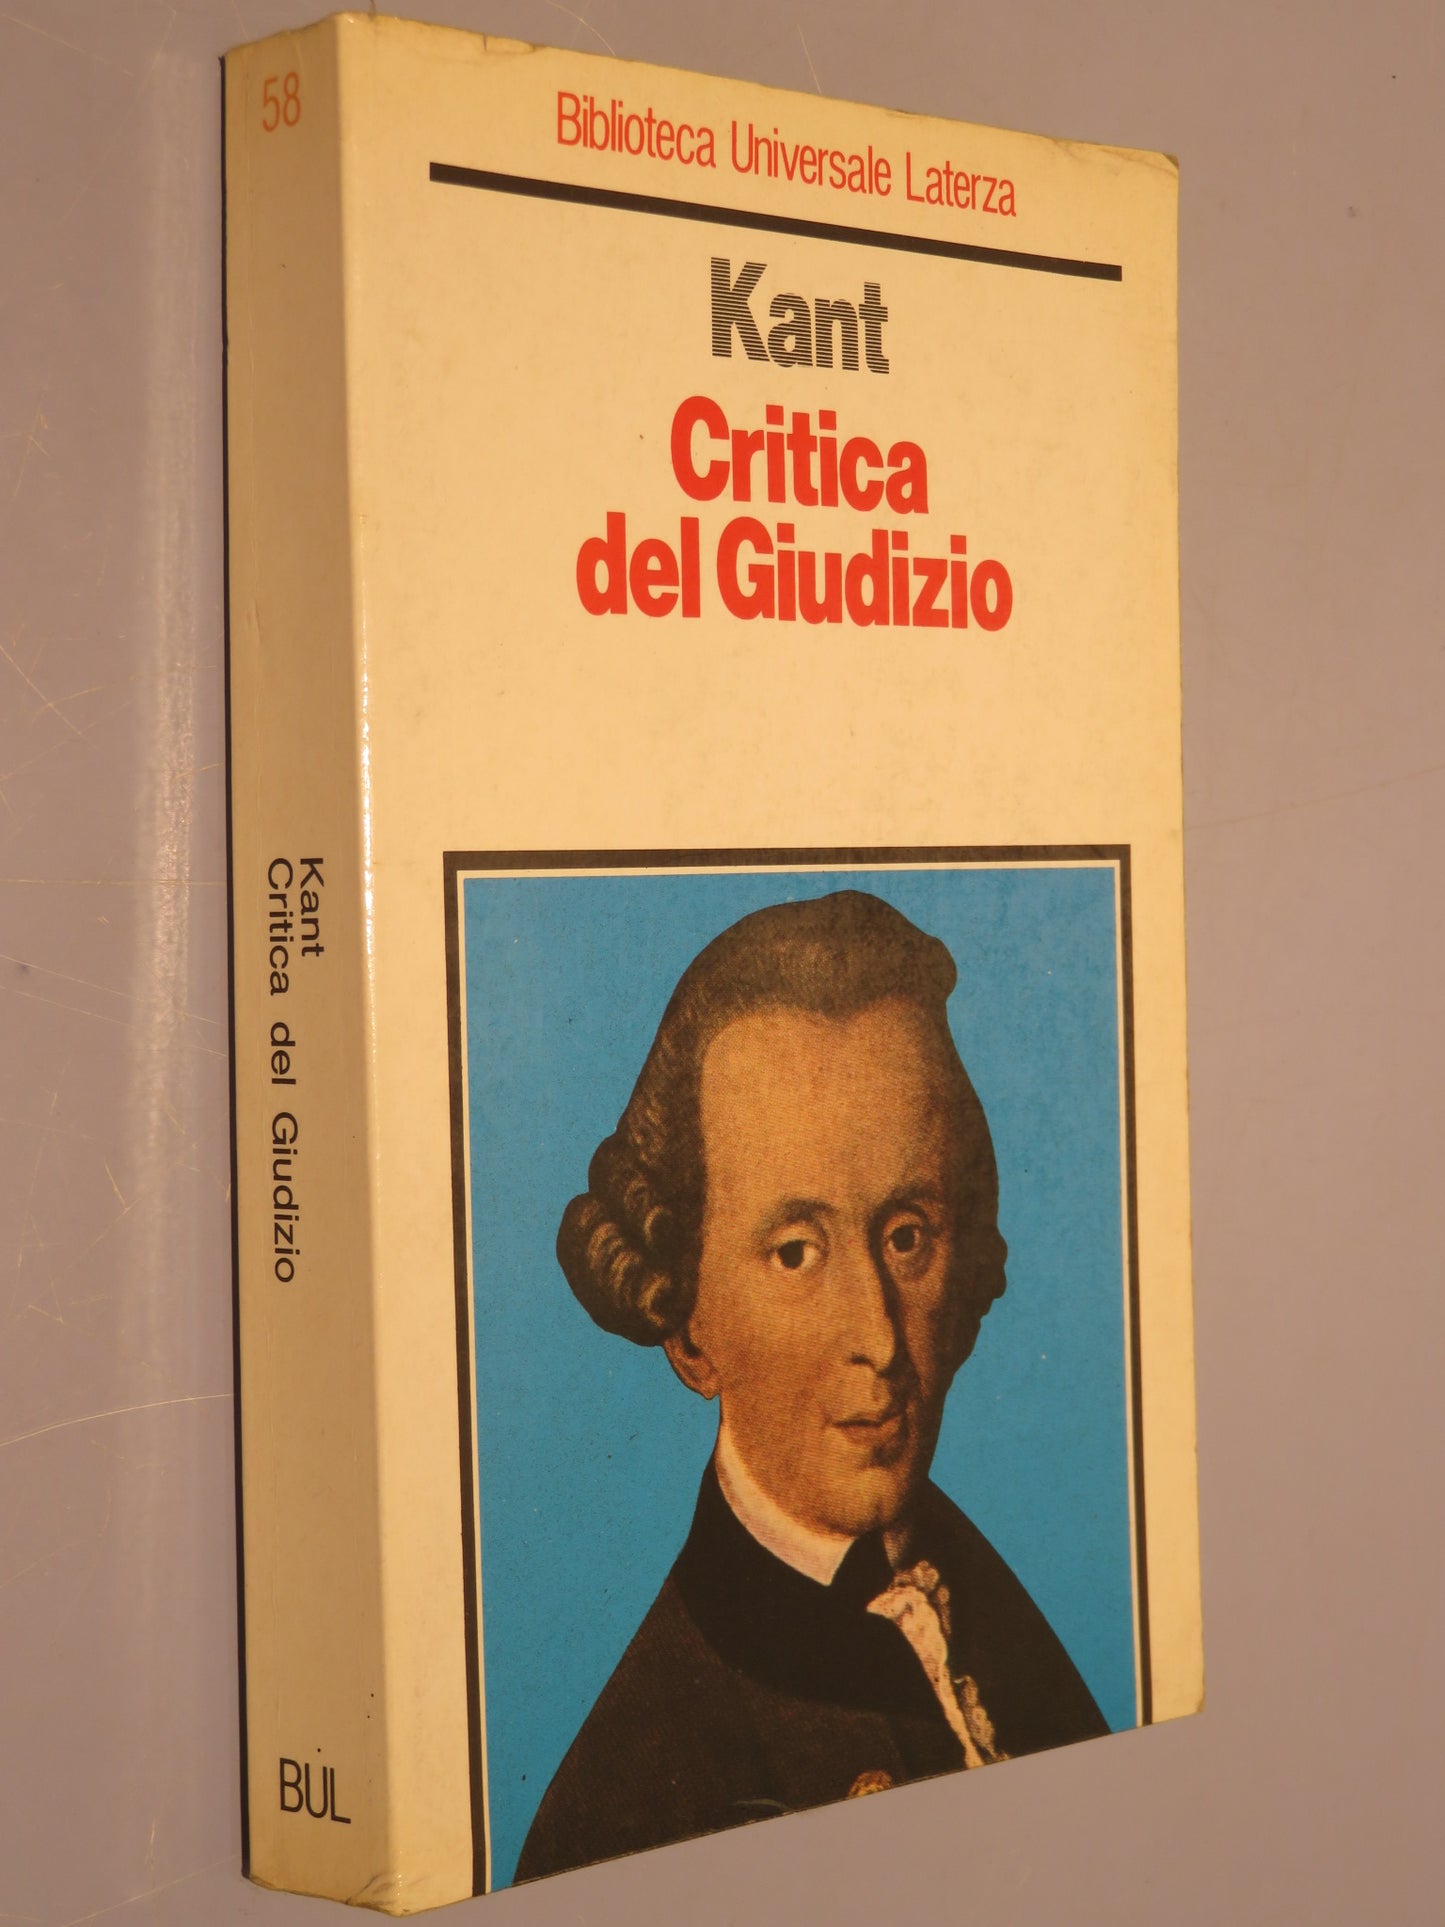 58
Biblioteca Universale Laterza
Kant
Critica
del Giudizio
Kant
Critica del Giudizio
BUL